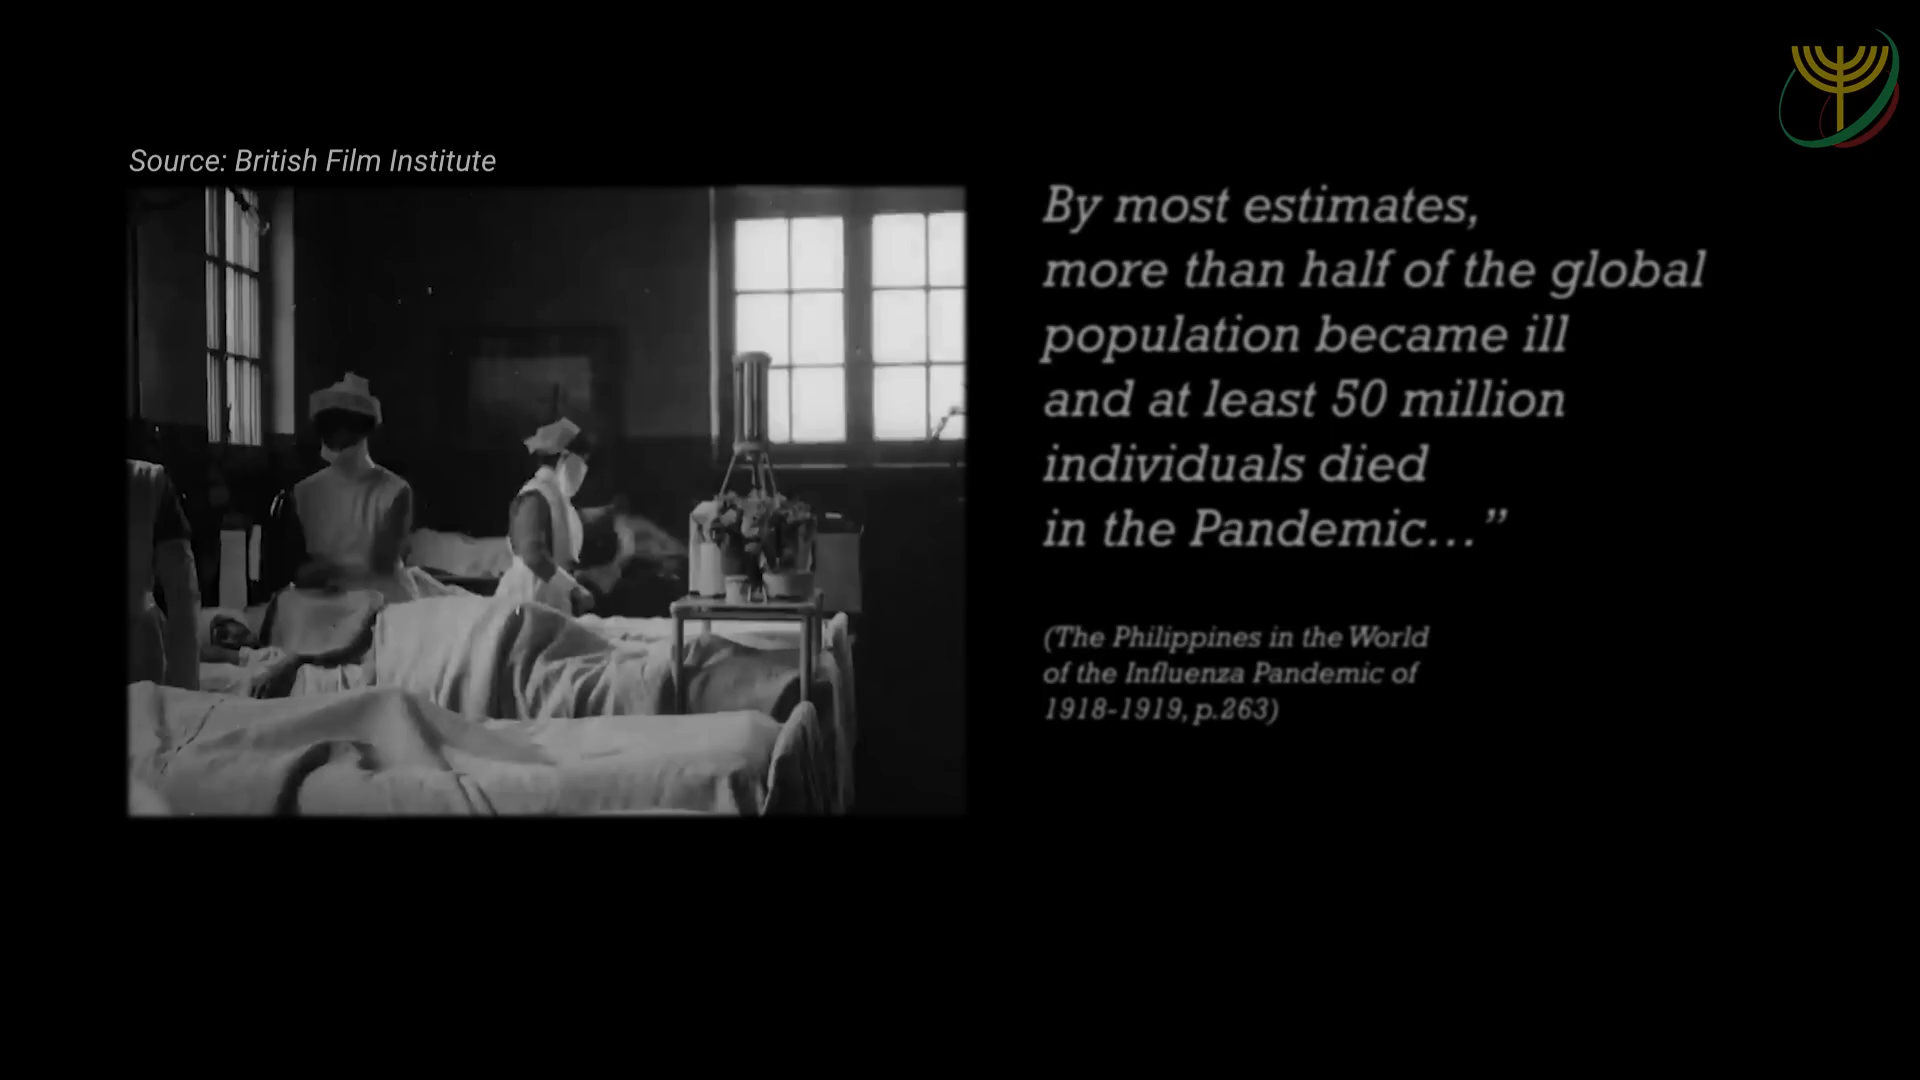 Source: British Film Institute
By most estimates,
more than half of the global
population became ill
and at least 50 million
individuals died
in the Pandemic...”
(The Philippines in the World
of the Influenza Pandemic of
1918-1919, p.263)